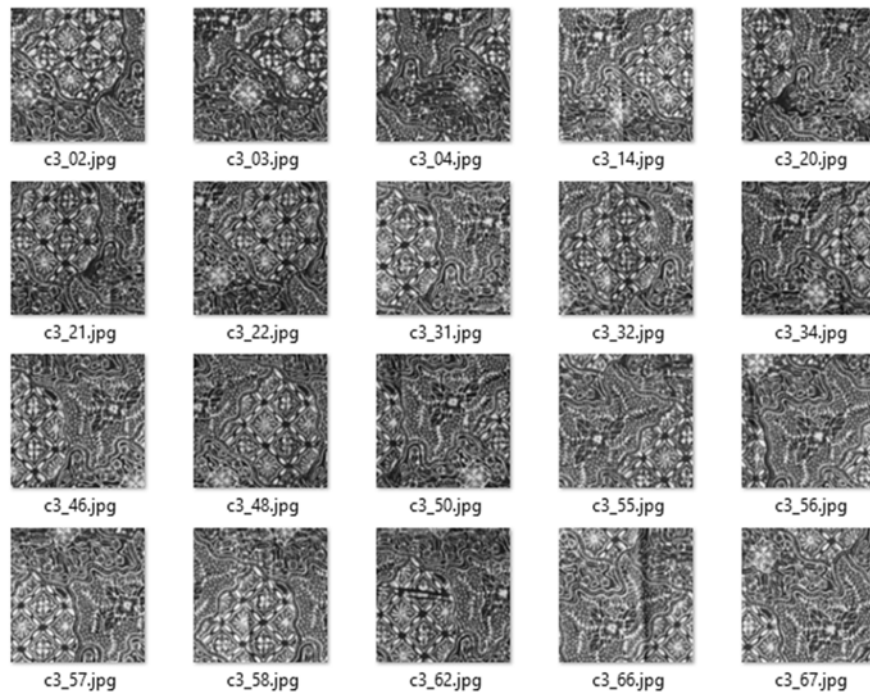 c3_02.jpg c3_03.jpg c3_04.jpg c3_14.jpg c3_20.jpg
c3_21.jpg c3_22.jpg c3_31.jpg c3_32.jpg c3_34.jpg
c3_46.jpg c3_48.jpg c3_50.jpg c3_55.jpg c3_56.jpg
c3_57.jpg c3_58.jpg c3_62.jpg c3_66.jpg c3_67.jpg